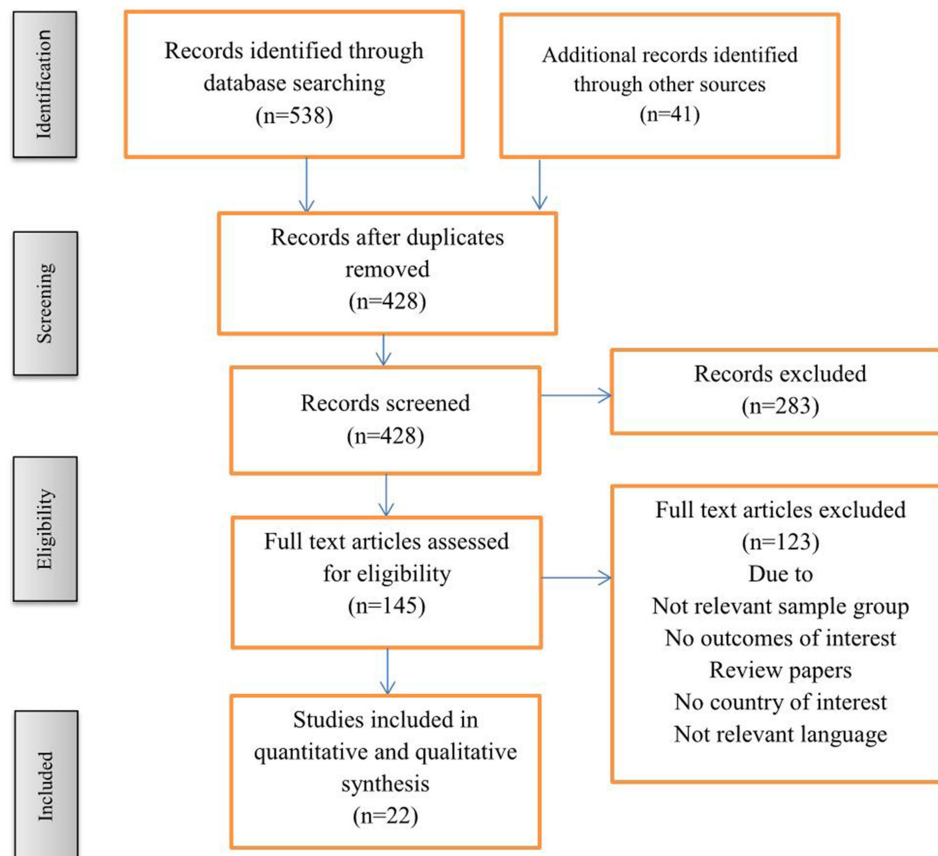 Identification
Records identified through
database searching
(n=538)
Additional records identified
through other sources
(n=41)
Screening
Records after duplicates
removed
(n=428)
Records screened
(n=428)
Records excluded
(n=283)
Eligibility
Full text articles assessed
for eligibility
(n=145)
Full text articles excluded
(n=123)
Due to
Not relevant sample group
No outcomes of interest
Review papers
No country of interest
Not relevant language
Included
Studies included in
quantitative and qualitative
synthesis
(n=22)